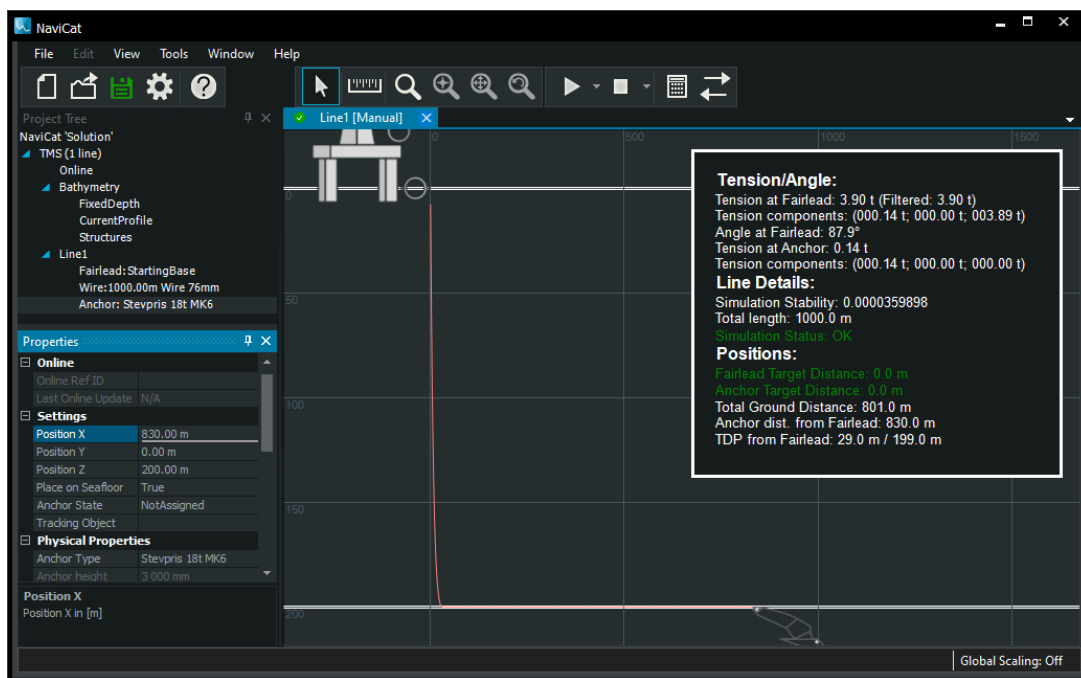 NaviCat
File Edit View Tools Window Help
Project Tree
NaviCat 'Solution'
TMS (1 line)
Online
Bathymetry
FixedDepth
CurrentProfile
Structures
Line1
Fairlead:StartingBase
Wire:1000.00m Wire 76mm
Anchor: Stevpris 18t MK6
Properties
Online
Online Ref ID
Last Online Update N/A
Settings
Position X 830.00 m
Position Y 0.00 m
Position Z 200.00 m
Place on Seafloor True
Anchor State NotAssigned
Tracking Object
Physical Properties
Anchor Type Stevpris 18t MK6
Anchor height 3 000 mm
Position X
Position X in [m]
Line1 [Manual]
0 500 1000 1500
0
50
100
150
200
Tension/Angle:
Tension at Fairlead: 3.90 t (Filtered: 3.90 t)
Tension components: (000.14 t; 000.00 t; 003.89 t)
Angle at Fairlead: 87.9°
Tension at Anchor: 0.14 t
Tension components: (000.14 t; 000.00 t; 000.00 t)
Line Details:
Simulation Stability: 0.0000359898
Total length: 1000.0 m
Simulation Status: OK
Positions:
Fairlead Target Distance: 0.0 m
Anchor Target Distance: 0.0 m
Total Ground Distance: 801.0 m
Anchor dist. from Fairlead: 830.0 m
TDP from Fairlead: 29.0 m / 199.0 m
Global Scaling: Off